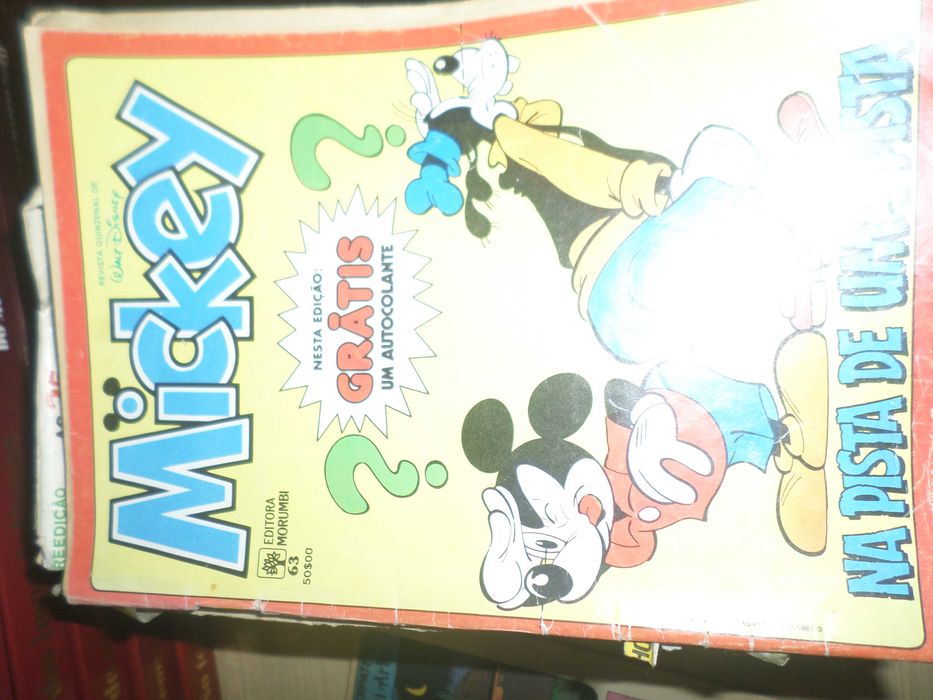 REVISTA QUINZENAL DE
Walt Disney
Mickey
EDITORA
MORUMBI
63
50$00
NESTA EDIÇÃO:
GRÁTIS
UM AUTOCOLANTE
? ?
NA PISTA DE
REEDIÇÃO